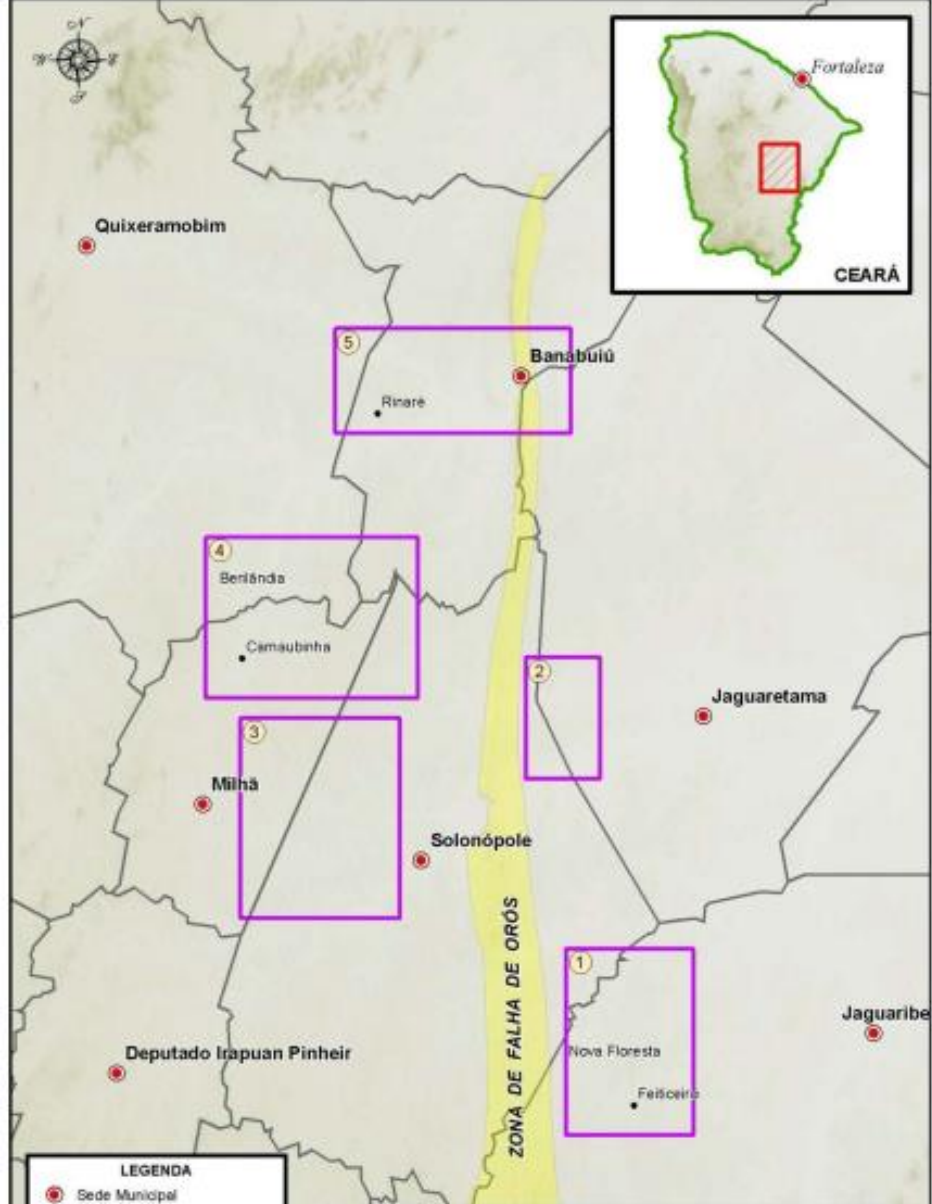 N
W
E
S
Fortaleza
CEARÁ
Quixeramobim
5
Banabuiú
Rinaré
4
Berilândia
Carnaubinha
2
Jaguaretama
3
Milhã
Solonópole
ZONA DE FALHA DE ORÓS
1
Jaguaribe
Nova Floresta
Deputado Irapuan Pinheir
Feiticeiro
LEGENDA
Sede Municipal